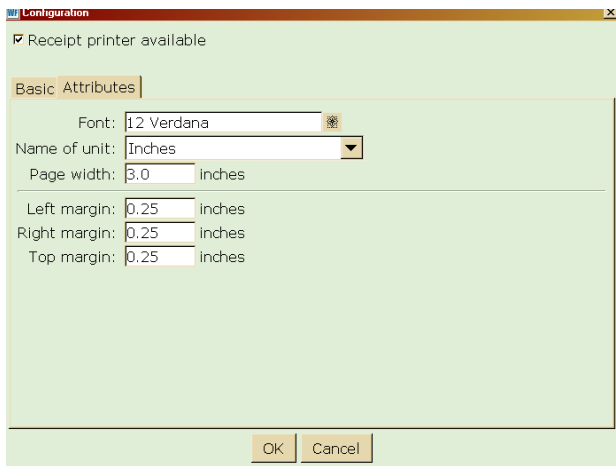 WF Configuration x
Receipt printer available
Basic Attributes
Font: 12 Verdana
Name of unit: Inches
Page width: 3.0 inches
Left margin: 0.25 inches
Right margin: 0.25 inches
Top margin: 0.25 inches
OK Cancel